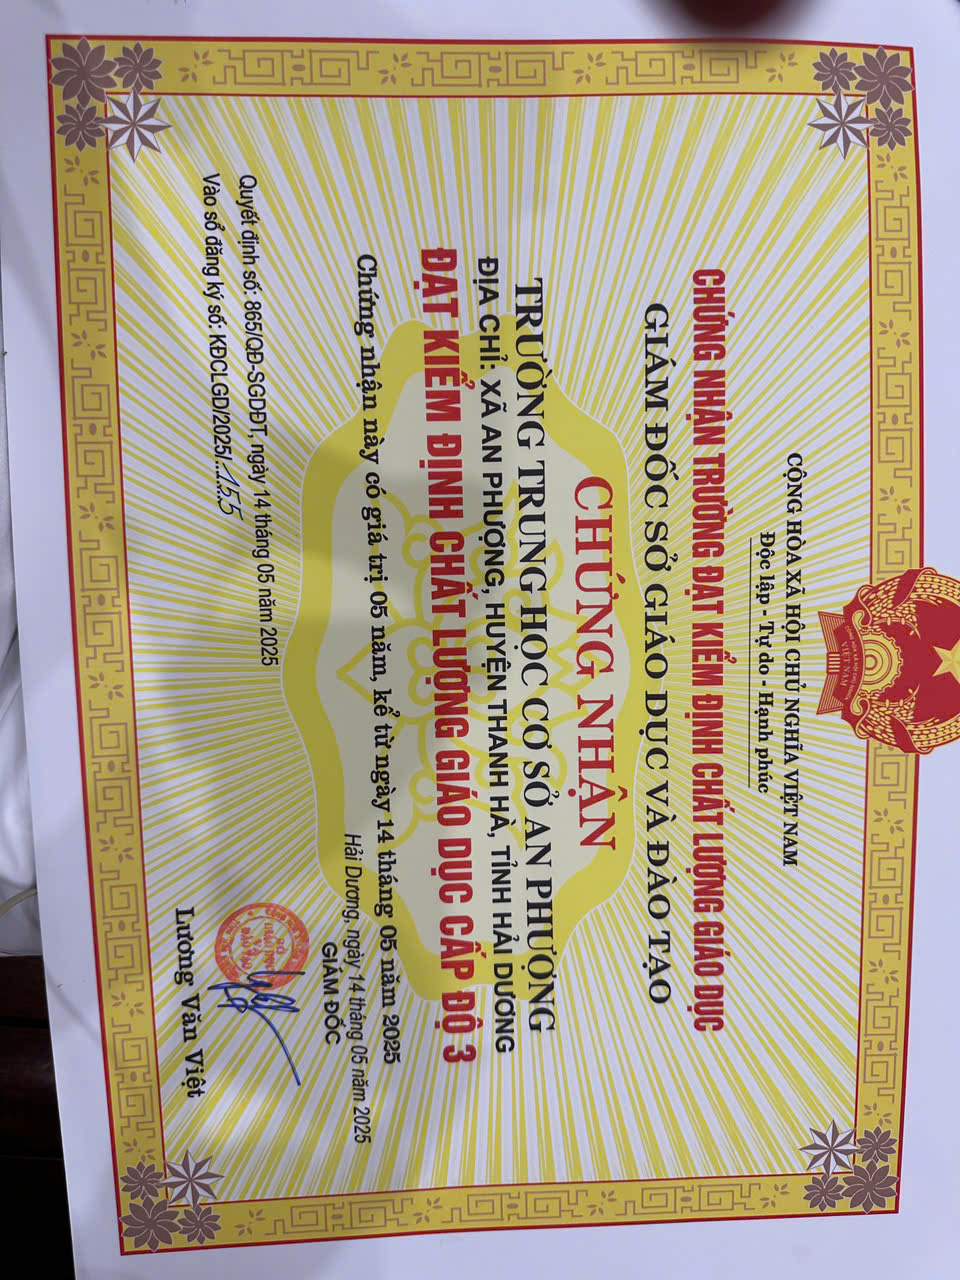 CỘNG HÒA XÃ HỘI CHỦ NGHĨA VIỆT NAM
Độc lập - Tự do - Hạnh phúc
CHỨNG NHẬN TRƯỜNG ĐẠT KIỂM ĐỊNH CHẤT LƯỢNG GIÁO DỤC
GIÁM ĐỐC SỞ GIÁO DỤC VÀ ĐÀO TẠO
CHỨNG NHẬN
TRƯỜNG TRUNG HỌC CƠ SỞ AN PHƯỢNG
ĐỊA CHỈ: XÃ AN PHƯỢNG, HUYỆN THANH HÀ, TỈNH HẢI DƯƠNG
ĐẠT KIỂM ĐỊNH CHẤT LƯỢNG GIÁO DỤC CẤP ĐỘ 3
Chứng nhận này có giá trị 05 năm, kể từ ngày 14 tháng 05 năm 2025
Hải Dương, ngày 14 tháng 05 năm 2025
GIÁM ĐỐC
Lương Văn Việt
Quyết định số: 865/QĐ-SGDĐT, ngày 14 tháng 05 năm 2025
Vào sổ đăng ký số: KĐCLGD/2025/...155